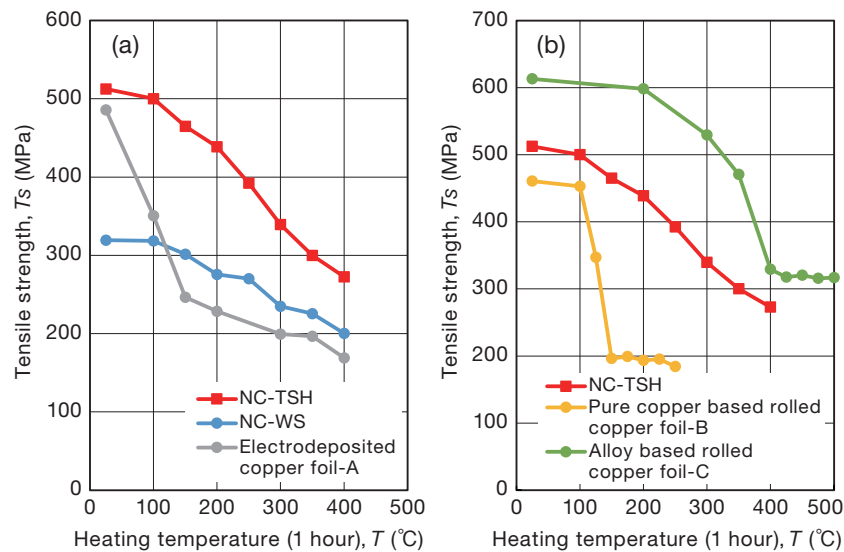 (a)
600
500
400
300
200
100
0
Tensile strength, Ts (MPa)
NC-TSH
NC-WS
Electrodeposited
copper foil-A
0 100 200 300 400 500
Heating temperature (1 hour), T (℃)
(b)
700
600
500
400
300
200
100
0
Tensile strength, Ts (MPa)
NC-TSH
Pure copper based rolled
copper foil-B
Alloy based rolled
copper foil-C
0 100 200 300 400 500
Heating temperature (1 hour), T (℃)